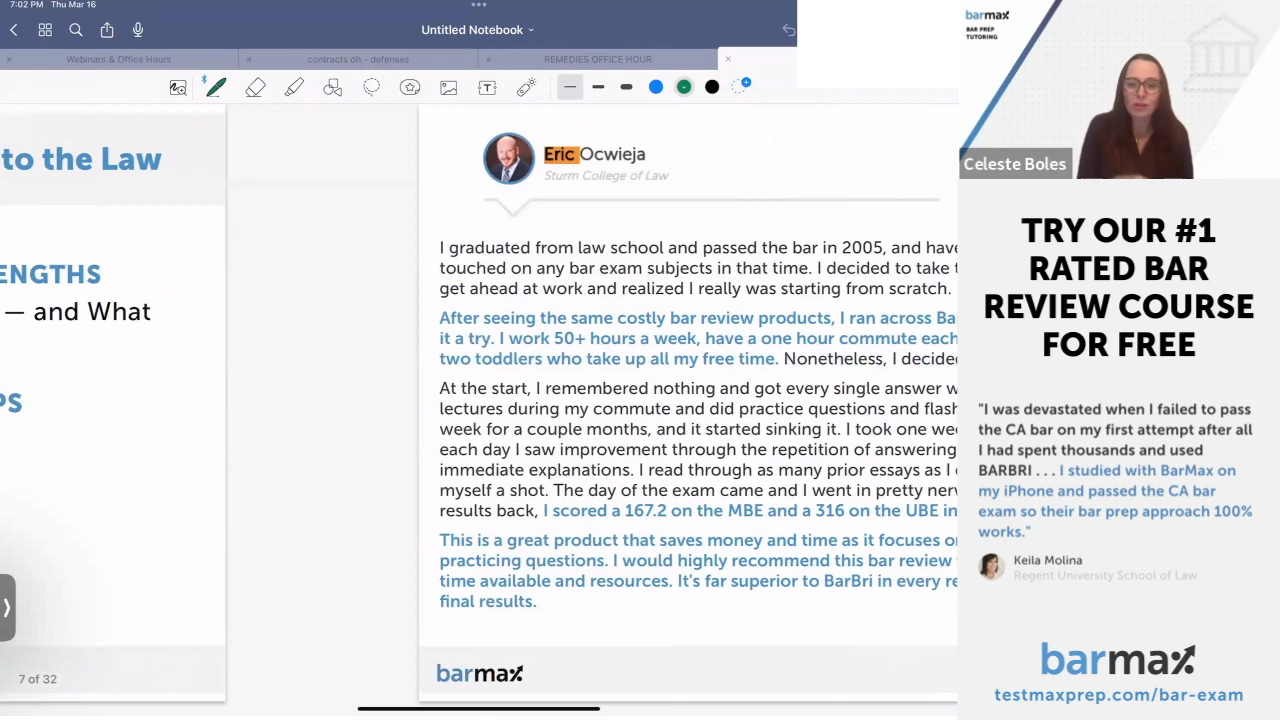 7:02 PM Thu Mar 16
Untitled Notebook
Webinars & Office Hours
contracts oh - defenses
REMEDIES OFFICE HOUR
to the Law
ENGTHS
— and What
PS
7 of 32
Eric Ocwieja
Sturm College of Law
I graduated from law school and passed the bar in 2005, and have
touched on any bar exam subjects in that time. I decided to take
get ahead at work and realized I really was starting from scratch.
After seeing the same costly bar review products, I ran across Ba
it a try. I work 50+ hours a week, have a one hour commute each
two toddlers who take up all my free time. Nonetheless, I decide
At the start, I remembered nothing and got every single answer w
lectures during my commute and did practice questions and flash
week for a couple months, and it started sinking it. I took one we
each day I saw improvement through the repetition of answering
immediate explanations. I read through as many prior essays as I
myself a shot. The day of the exam came and I went in pretty ner
results back, I scored a 167.2 on the MBE and a 316 on the UBE in
This is a great product that saves money and time as it focuses o
practicing questions. I would highly recommend this bar review
time available and resources. It's far superior to BarBri in every re
final results.
barmax
barmax
BAR PREP
TUTORING
Celeste Boles
TRY OUR #1
RATED BAR
REVIEW COURSE
FOR FREE
"I was devastated when I failed to pass
the CA bar on my first attempt after all
I had spent thousands and used
BARBRI . . . I studied with BarMax on
my iPhone and passed the CA bar
exam so their bar prep approach 100%
works."
Keila Molina
Regent University School of Law
barmax
testmaxprep.com/bar-exam